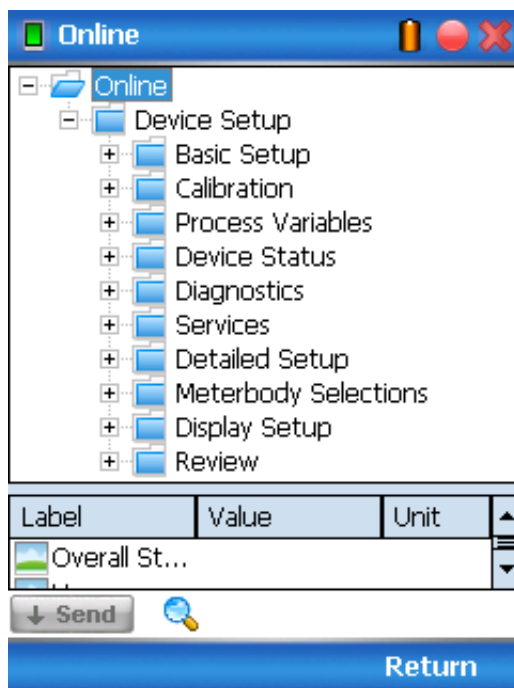 Online
Online
Device Setup
Basic Setup
Calibration
Process Variables
Device Status
Diagnostics
Services
Detailed Setup
Meterbody Selections
Display Setup
Review
Label Value Unit
Overall St...
Send
Return